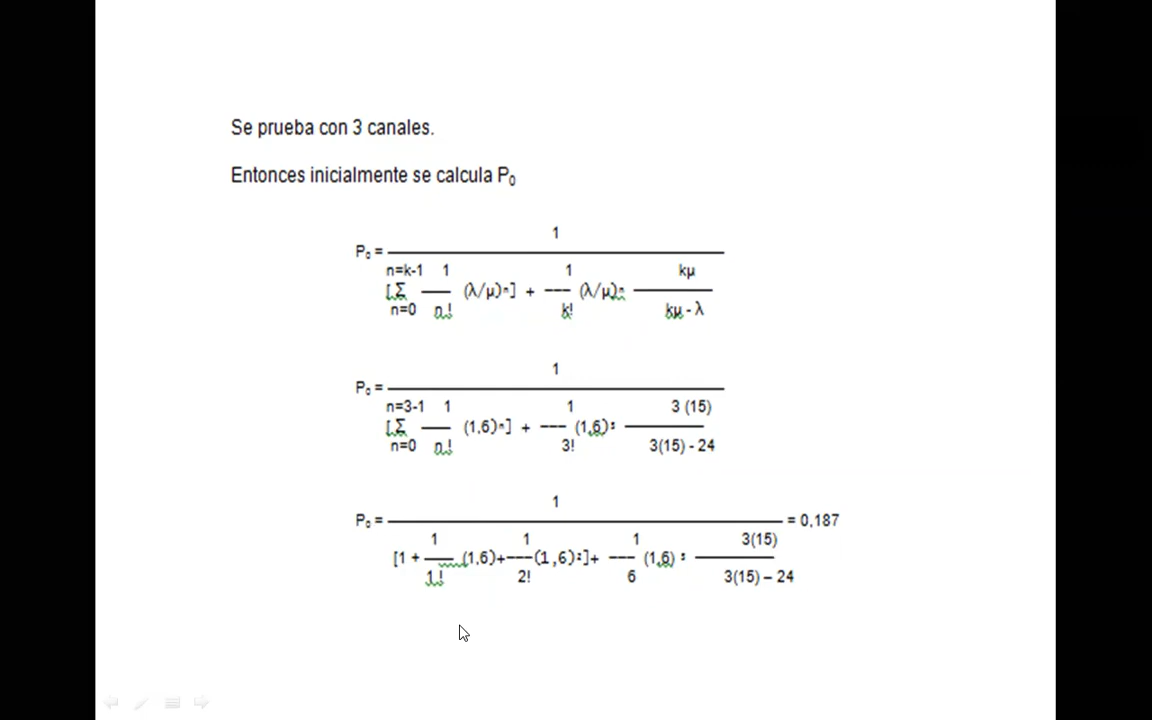 Se prueba con 3 canales.
Entonces inicialmente se calcula P₀
1
P₀ = ―――
n=k-1 1 1 kμ
[Σ ―― (λ/μ)ⁿ] + --- (λ/μ)ⁿ ――――
n=0 n! k! kμ - λ
1
P₀ = ―――
n=3-1 1 1 3 (15)
[Σ ―― (1,6)ⁿ] + --- (1,6)³ ――――
n=0 n! 3! 3(15) - 24
1
P₀ = ――― = 0,187
1 1 1 3(15)
[1 + ―― (1,6)+---(1,6)²]+ --- (1,6) ³ ――――
1! 2! 6 3(15) – 24